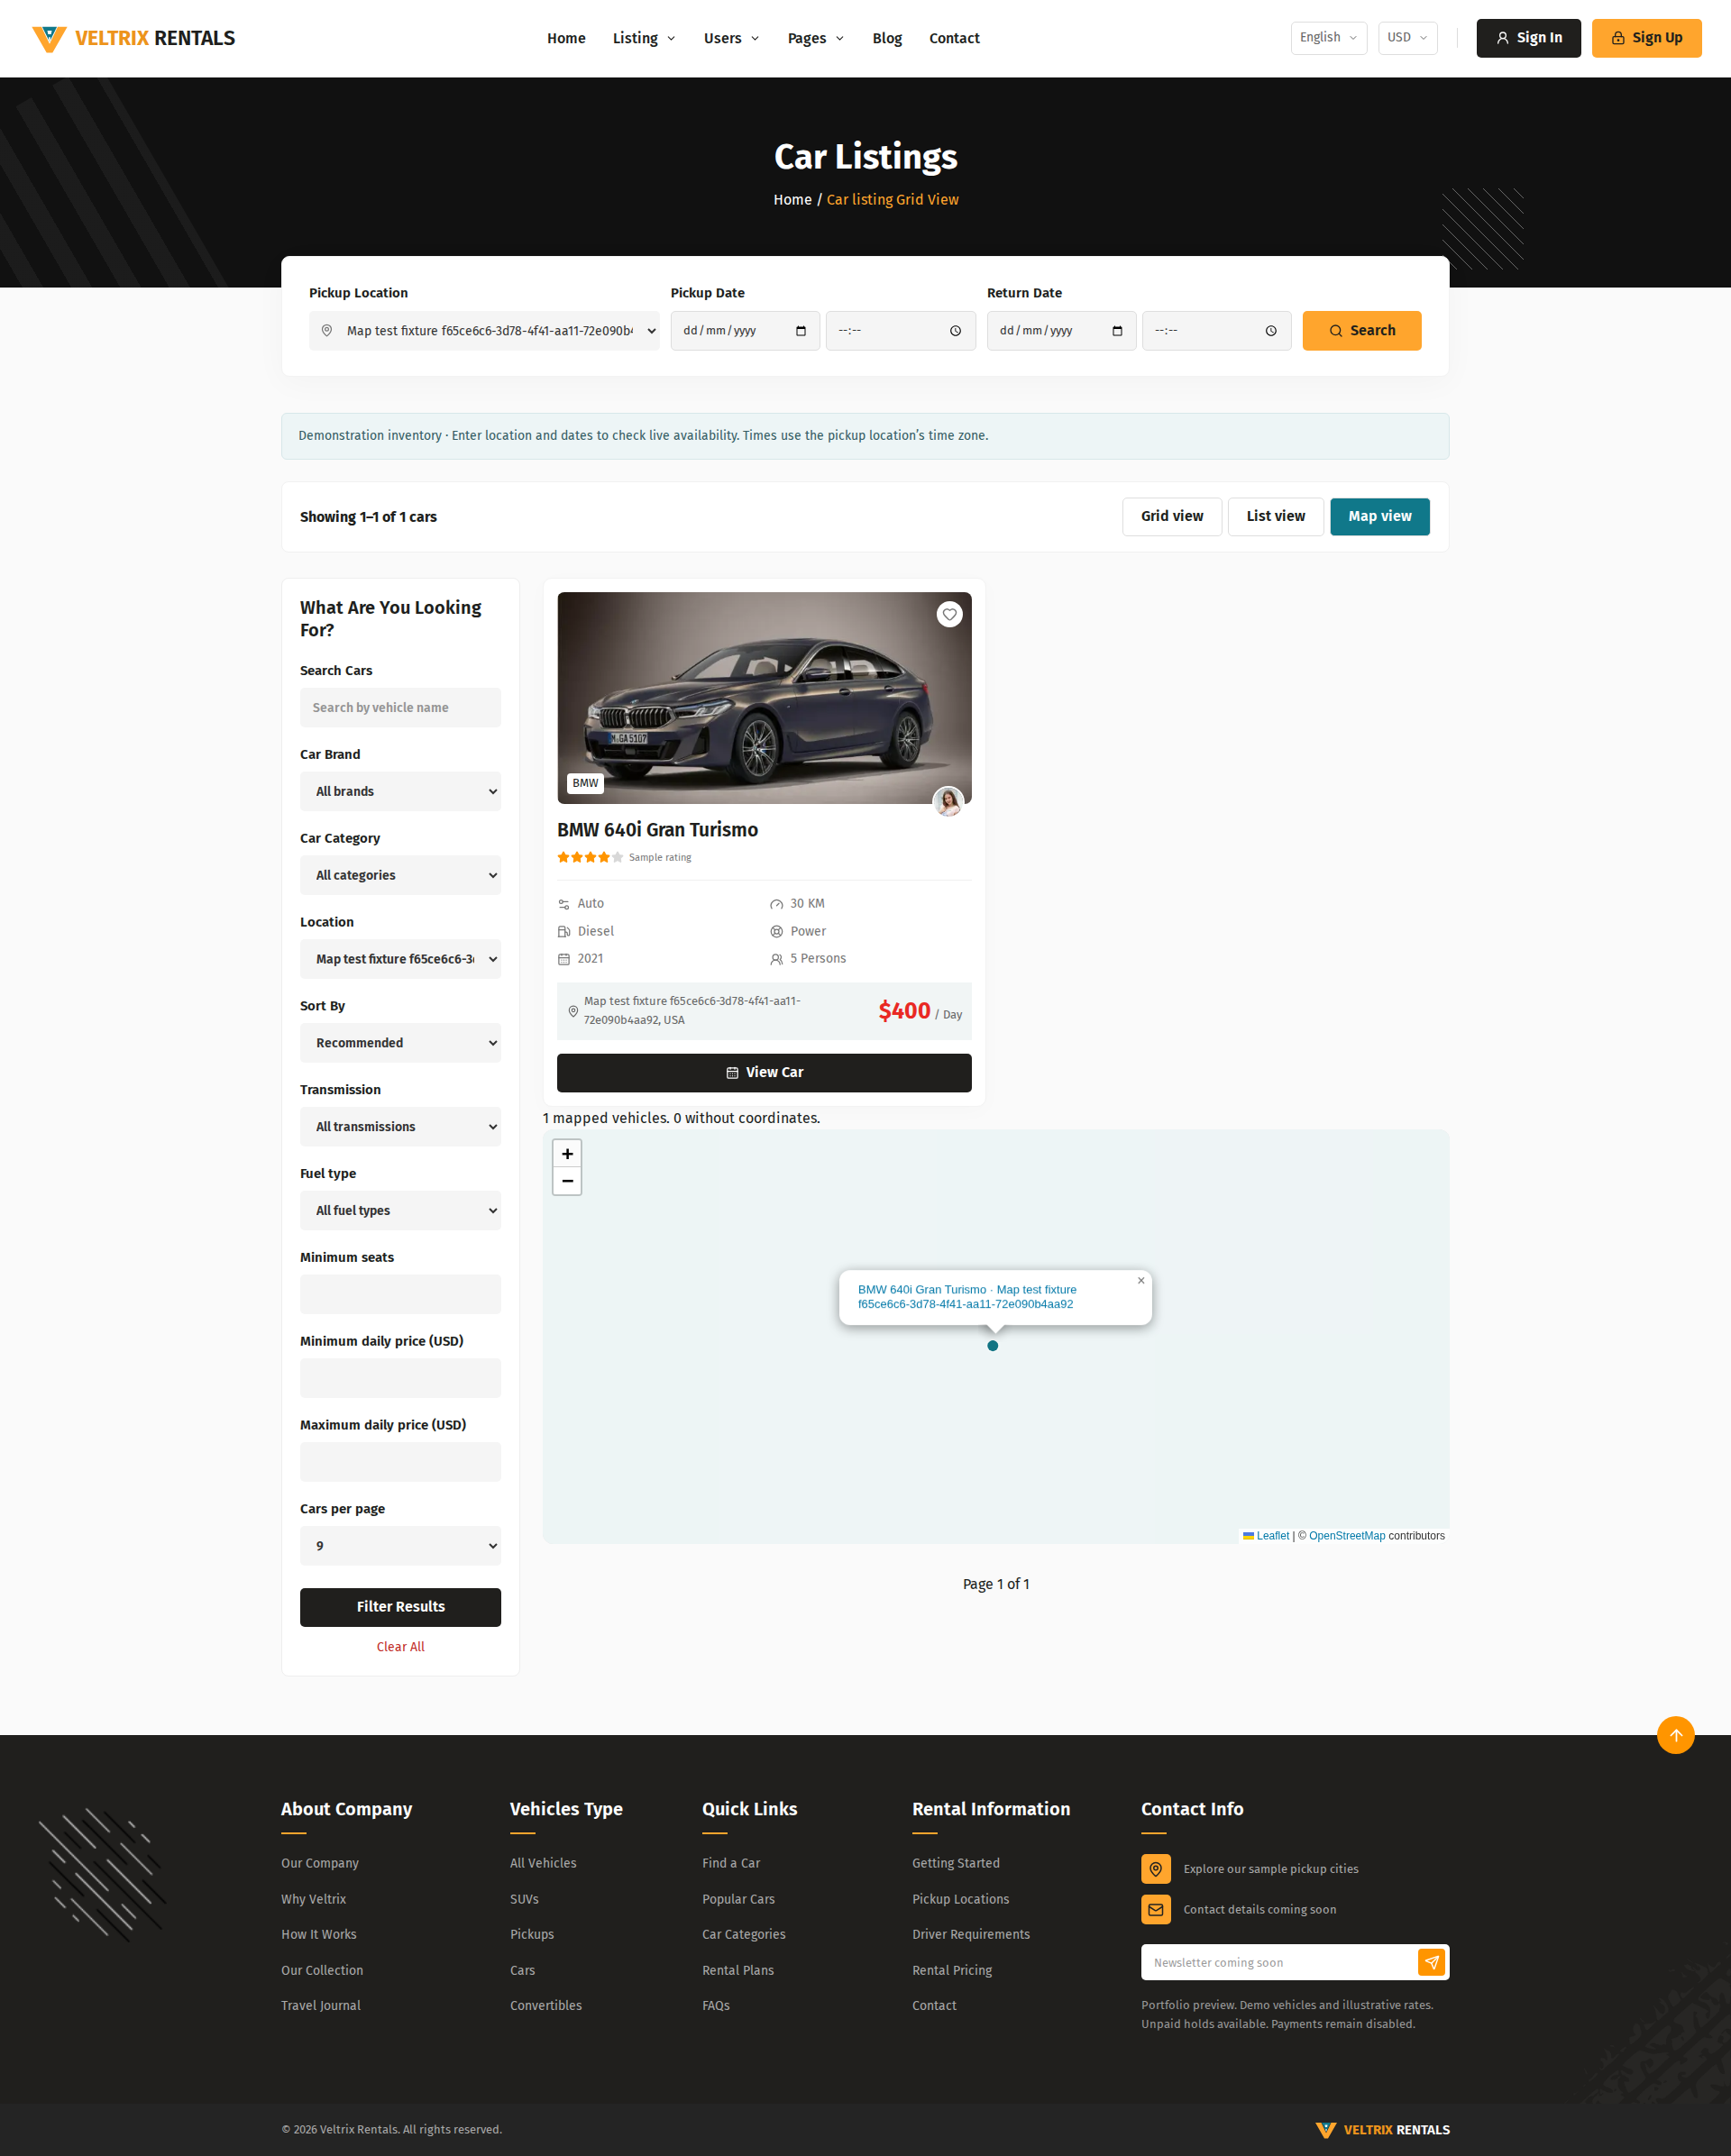 VELTRIX RENTALS
Home
Listing
Users
Pages
Blog
Contact
English
USD
Sign In
Sign Up
Car Listings
Home / Car listing Grid View
Pickup Location
Pickup Date
Return Date
Map test fixture f65ce6c6-3d78-4f41-aa11-72e090b4
dd/mm/yyyy
--:--
dd/mm/yyyy
--:--
Search
Demonstration inventory · Enter location and dates to check live availability. Times use the pickup location’s time zone.
Showing 1–1 of 1 cars
Grid view
List view
Map view
What Are You Looking
For?
Search Cars
Search by vehicle name
Car Brand
All brands
Car Category
All categories
Location
Map test fixture f65ce6c6-3
Sort By
Recommended
Transmission
All transmissions
Fuel type
All fuel types
Minimum seats
Minimum daily price (USD)
Maximum daily price (USD)
Cars per page
9
Filter Results
Clear All
M·GA5107
BMW
BMW 640i Gran Turismo
Sample rating
Auto
30 KM
Diesel
Power
2021
5 Persons
Map test fixture f65ce6c6-3d78-4f41-aa11-
72e090b4aa92, USA
$400 / Day
View Car
1 mapped vehicles. 0 without coordinates.
+
−
BMW 640i Gran Turismo · Map test fixture
f65ce6c6-3d78-4f41-aa11-72e090b4aa92
×
Leaflet | © OpenStreetMap contributors
Page 1 of 1
About Company
Our Company
Why Veltrix
How It Works
Our Collection
Travel Journal
Vehicles Type
All Vehicles
SUVs
Pickups
Cars
Convertibles
Quick Links
Find a Car
Popular Cars
Car Categories
Rental Plans
FAQs
Rental Information
Getting Started
Pickup Locations
Driver Requirements
Rental Pricing
Contact
Contact Info
Explore our sample pickup cities
Contact details coming soon
Newsletter coming soon
Portfolio preview. Demo vehicles and illustrative rates.
Unpaid holds available. Payments remain disabled.
© 2026 Veltrix Rentals. All rights reserved.
VELTRIX RENTALS